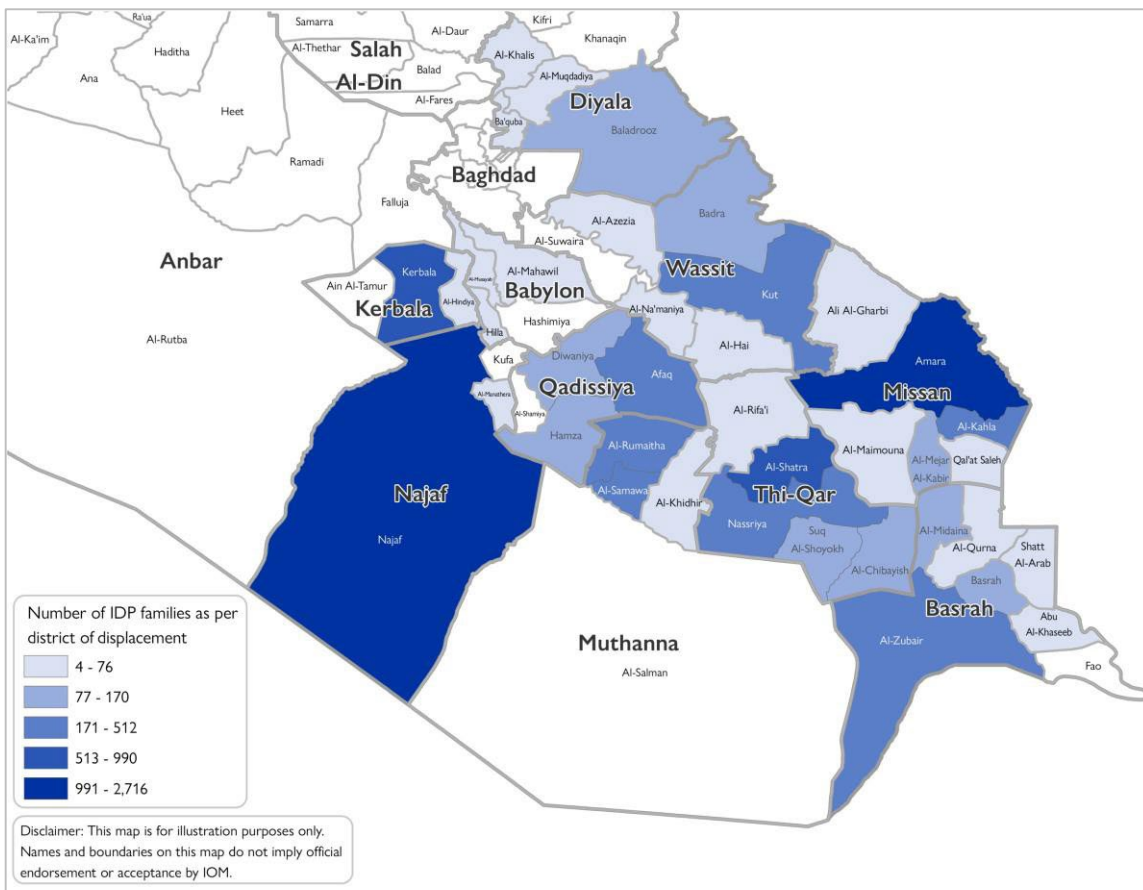 Ra'ua
Samarra
Al-Daur
Kifri
Al-Ka'im
Haditha
Al-Thethar
Salah
Al-Din
Khanaqin
Al-Khalis
Ana
Balad
Al-Muqdadiya
Al-Fares
Diyala
Heet
Ba'quba
Baladrooz
Ramadi
Baghdad
Falluja
Badra
Al-Azezia
Al-Suwaira
Anbar
Kerbala
Al-Mahawil
Wassit
Ain Al-Tamur
Al-Musayab
Babylon
Kut
Kerbala
Al-Hindya
Al-Na'maniya
Ali Al-Gharbi
Al-Rutba
Hashimiya
Hilla
Al-Hai
Kufa
Diwaniya
Afaq
Amara
Qadissiya
Missan
Al-Manathera
Al-Shamiya
Al-Rifa'i
Al-Kahla
Hamza
Al-Rumaitha
Al-Maimouna
Al-Mejar
Al-Kabir
Qal'at Saleh
Al-Shatra
Al-Samawa
Thi-Qar
Najaf
Al-Khidhir
Nassriya
Suq
Al-Shoyokh
Al-Midaina
Najaf
Al-Qurna
Shatt
Al-Arab
Al-Chibayish
Basrah
Basrah
Abu
Al-Khaseeb
Al-Zubair
Muthanna
Fao
Al-Salman
Number of IDP families as per
district of displacement
4 - 76
77 - 170
171 - 512
513 - 990
991 - 2,716
Disclaimer: This map is for illustration purposes only.
Names and boundaries on this map do not imply official
endorsement or acceptance by IOM.